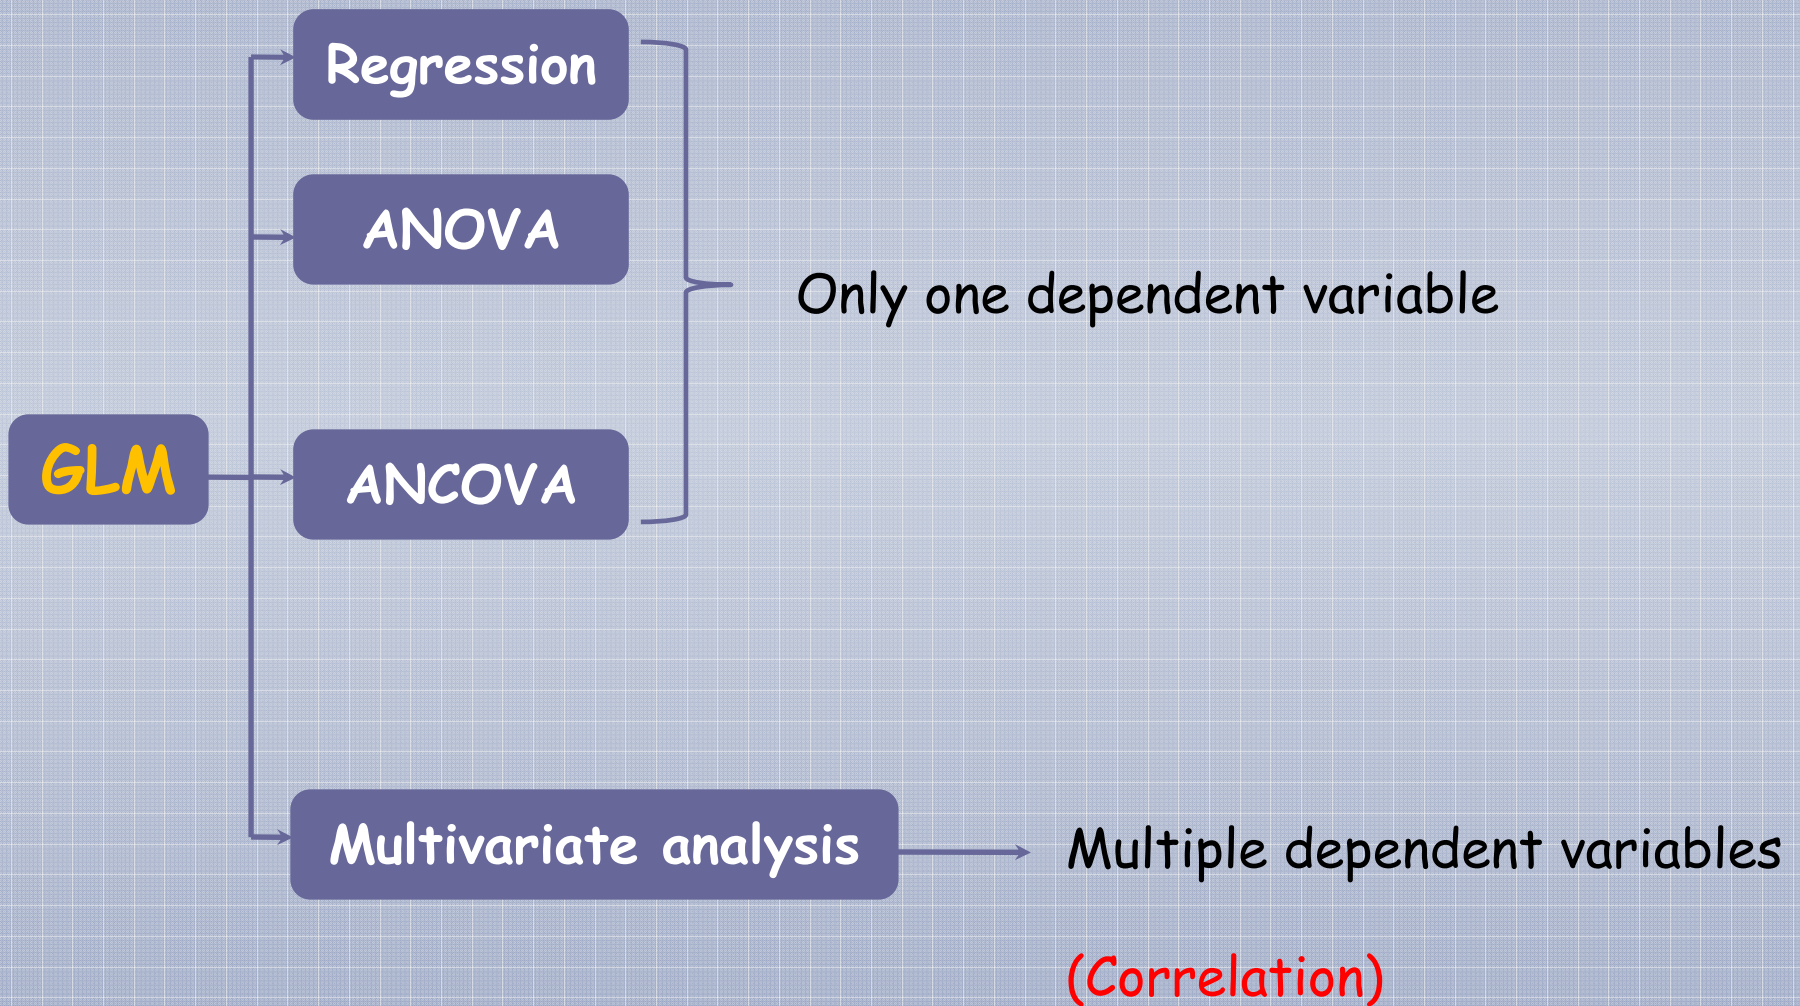 Regression
ANOVA
Only one dependent variable
GLM
ANCOVA
Multivariate analysis
Multiple dependent variables
(Correlation)